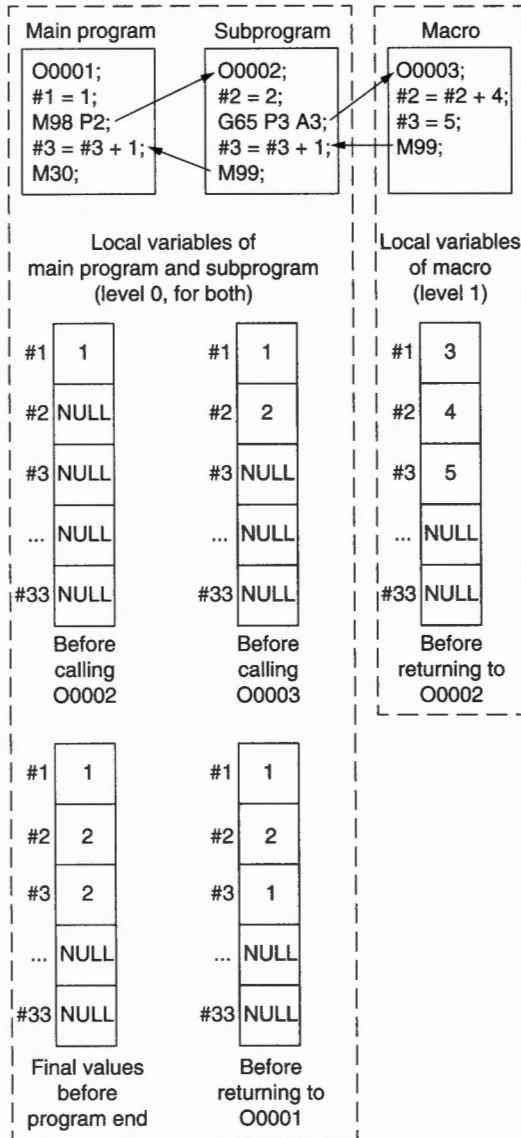 Main program
O0001;
#1 = 1;
M98 P2;
#3 = #3 + 1;
M30;
Subprogram
O0002;
#2 = 2;
G65 P3 A3;
#3 = #3 + 1;
M99;
Macro
O0003;
#2 = #2 + 4;
#3 = 5;
M99;
Local variables of
main program and subprogram
(level 0, for both)
Local variables
of macro
(level 1)
#1 1
#2 NULL
#3 NULL
... NULL
#33 NULL
Before
calling
O0002
#1 1
#2 2
#3 NULL
... NULL
#33 NULL
Before
calling
O0003
#1 3
#2 4
#3 5
... NULL
#33 NULL
Before
returning to
O0002
#1 1
#2 2
#3 2
... NULL
#33 NULL
Final values
before
program end
#1 1
#2 2
#3 1
... NULL
#33 NULL
Before
returning to
O0001